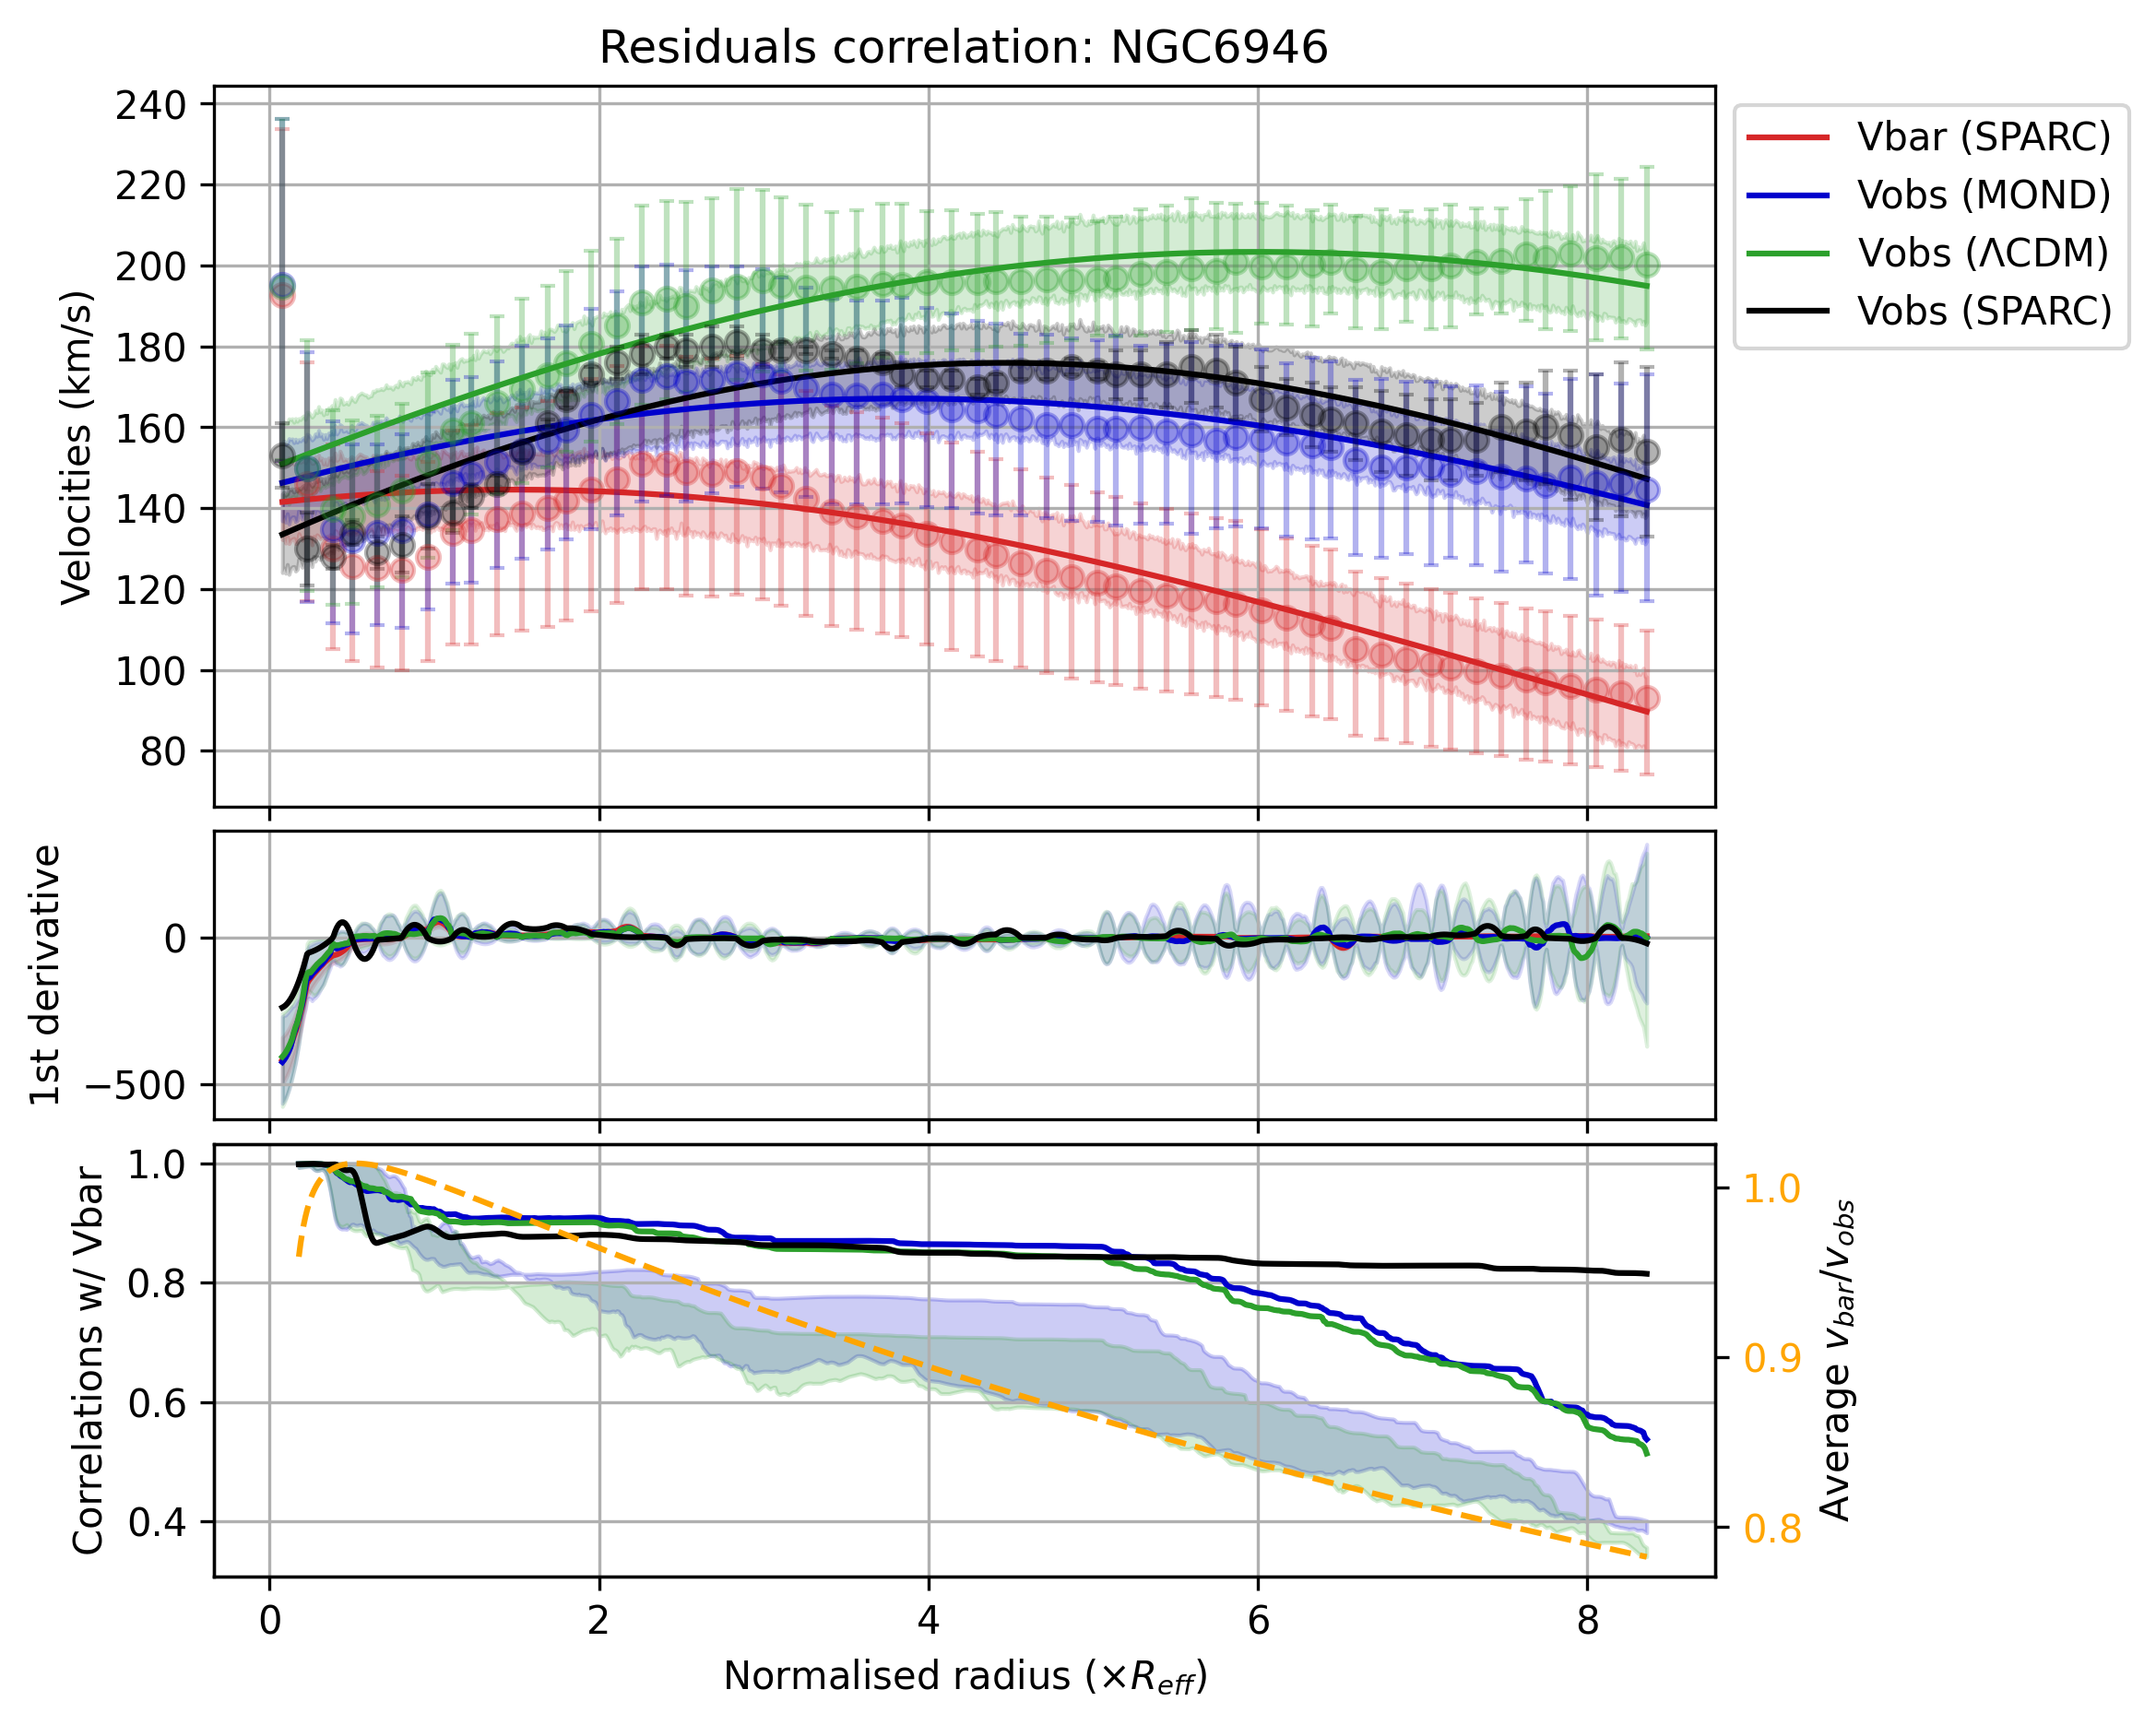 Residuals correlation: NGC6946
Velocities (km/s)
240
220
200
180
160
140
120
100
80
Vbar (SPARC)
Vobs (MOND)
Vobs (ΛCDM)
Vobs (SPARC)
1st derivative
0
−500
Correlations w/ Vbar
1.0
0.8
0.6
0.4
1.0
0.9
0.8
Average v_bar/v_obs
0 2 4 6 8
Normalised radius (×R_eff)